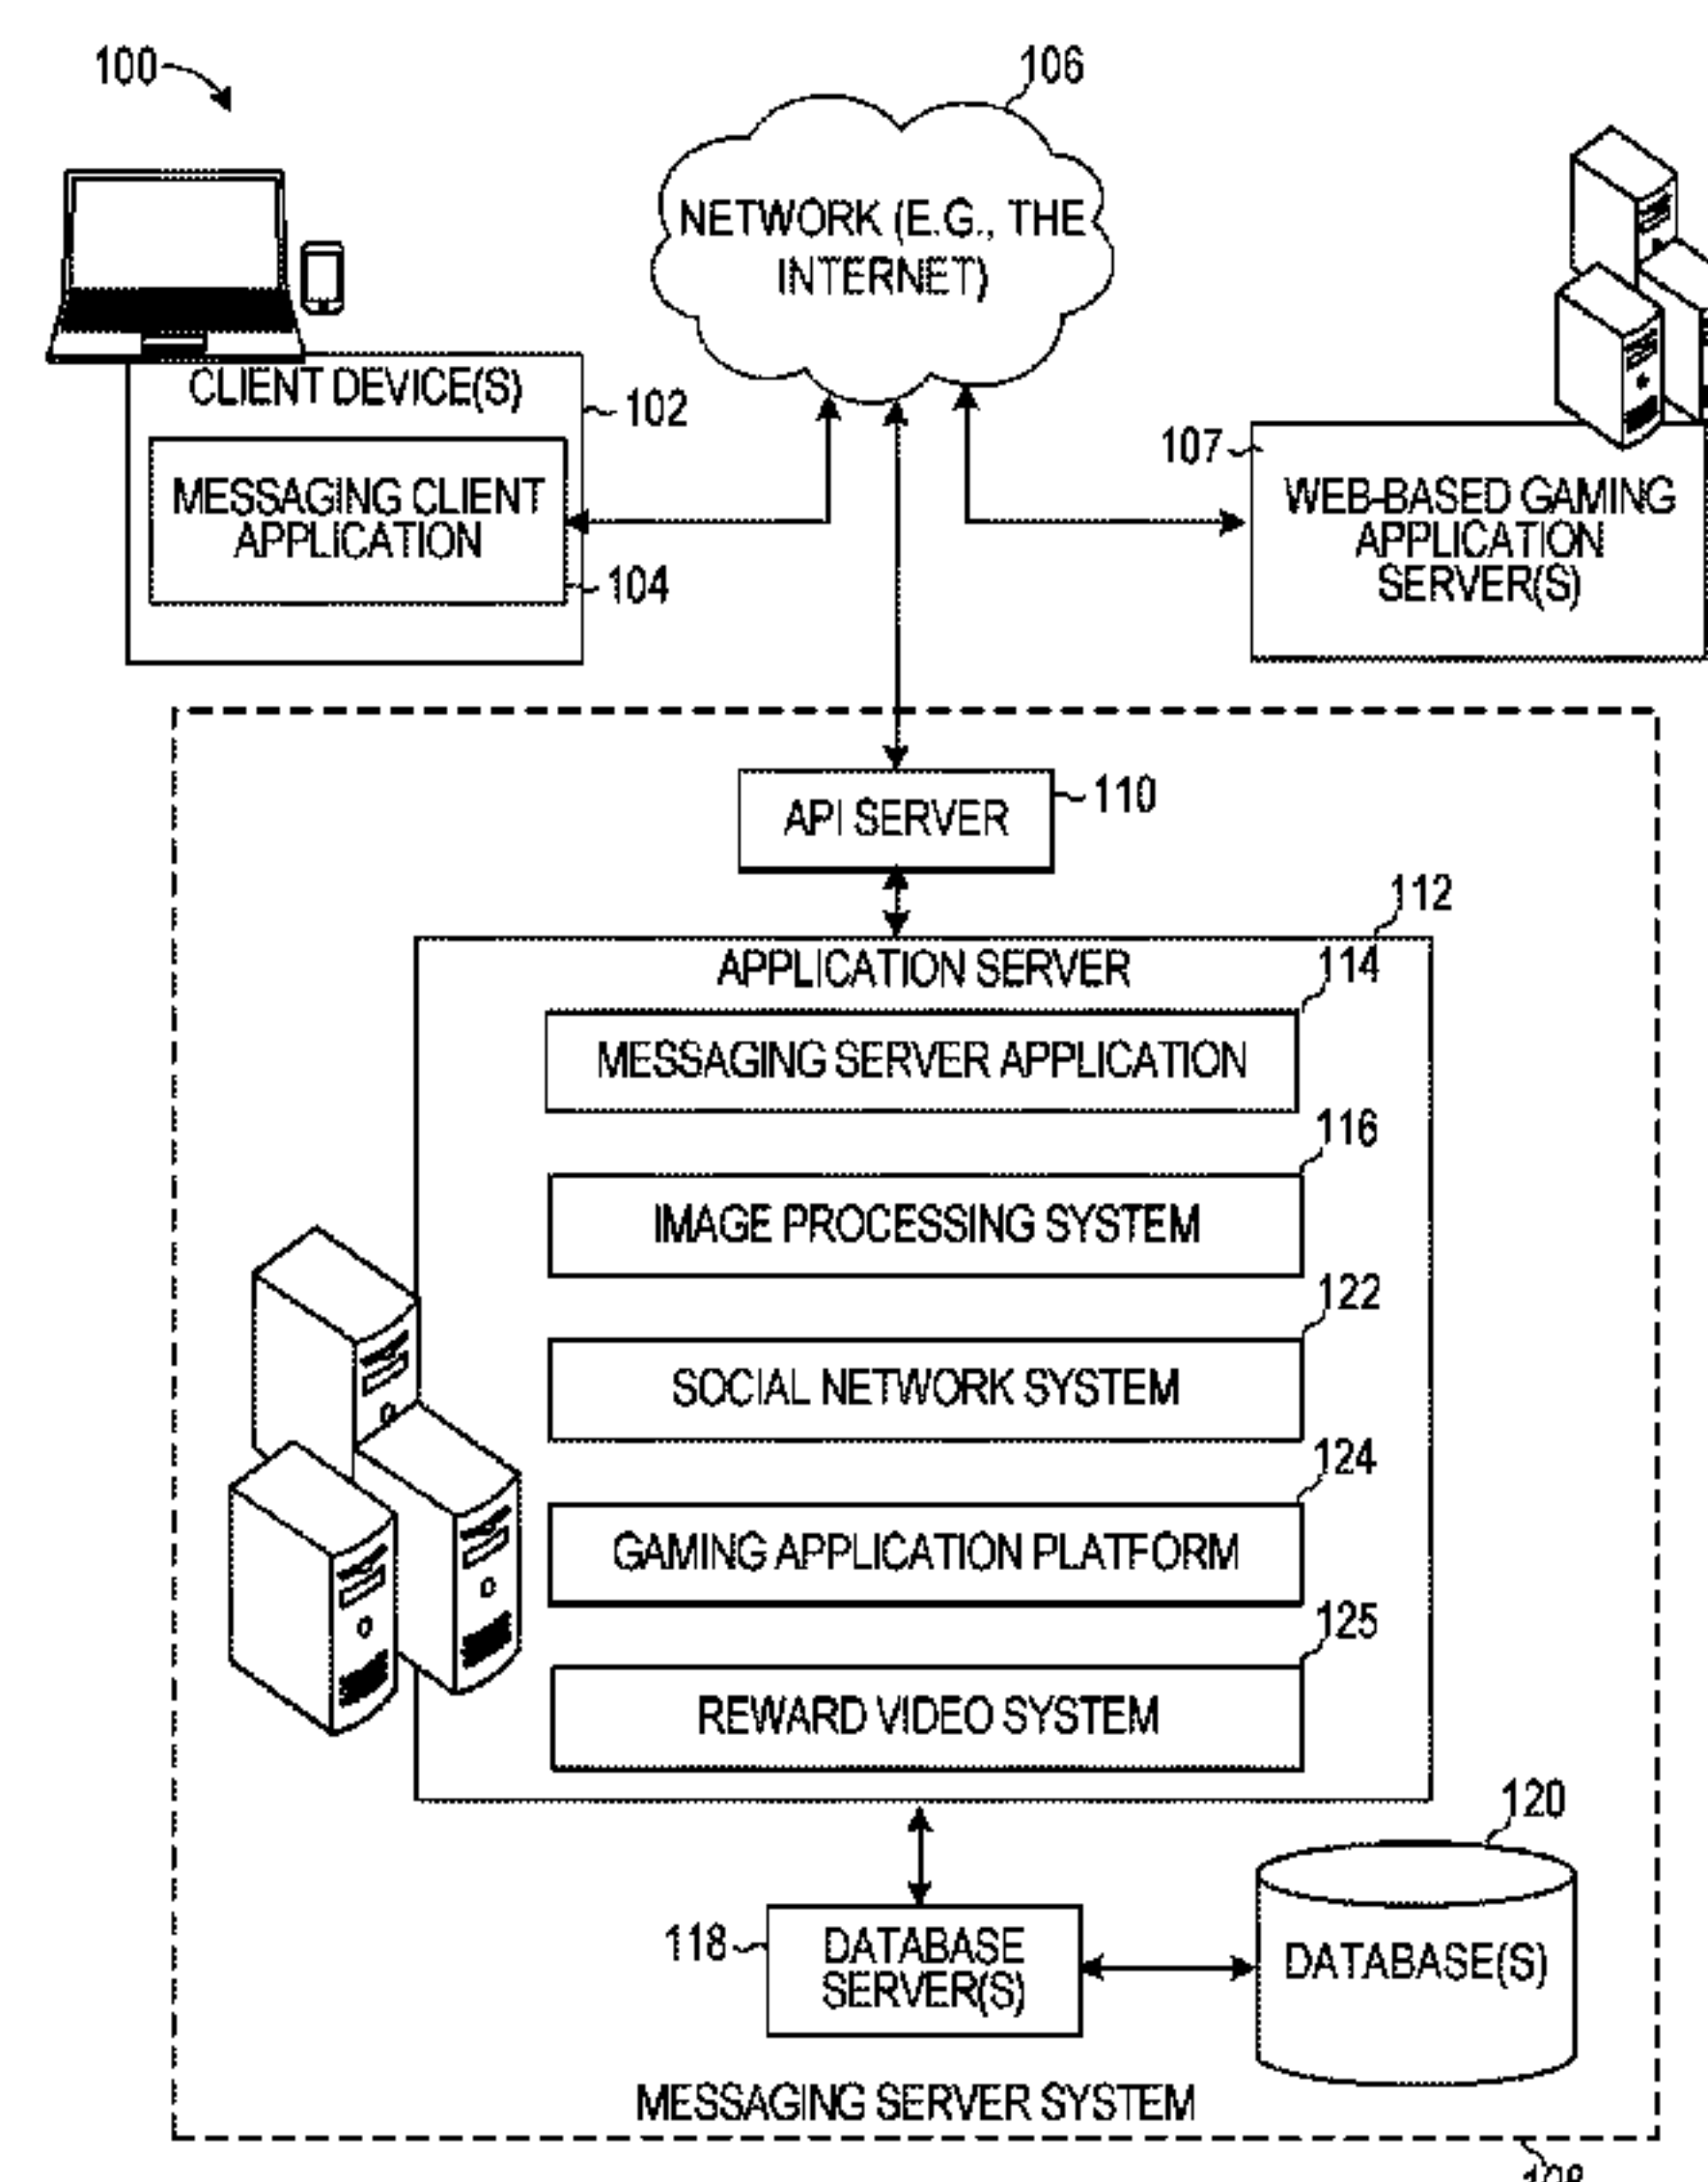 100
106
NETWORK (E.G., THE
INTERNET)
CLIENT DEVICE(S)
102
MESSAGING CLIENT
APPLICATION
104
107
WEB-BASED GAMING
APPLICATION
SERVER(S)
API SERVER
110
112
APPLICATION SERVER
114
MESSAGING SERVER APPLICATION
116
IMAGE PROCESSING SYSTEM
122
SOCIAL NETWORK SYSTEM
124
GAMING APPLICATION PLATFORM
125
REWARD VIDEO SYSTEM
120
118
DATABASE
SERVER(S)
DATABASE(S)
MESSAGING SERVER SYSTEM